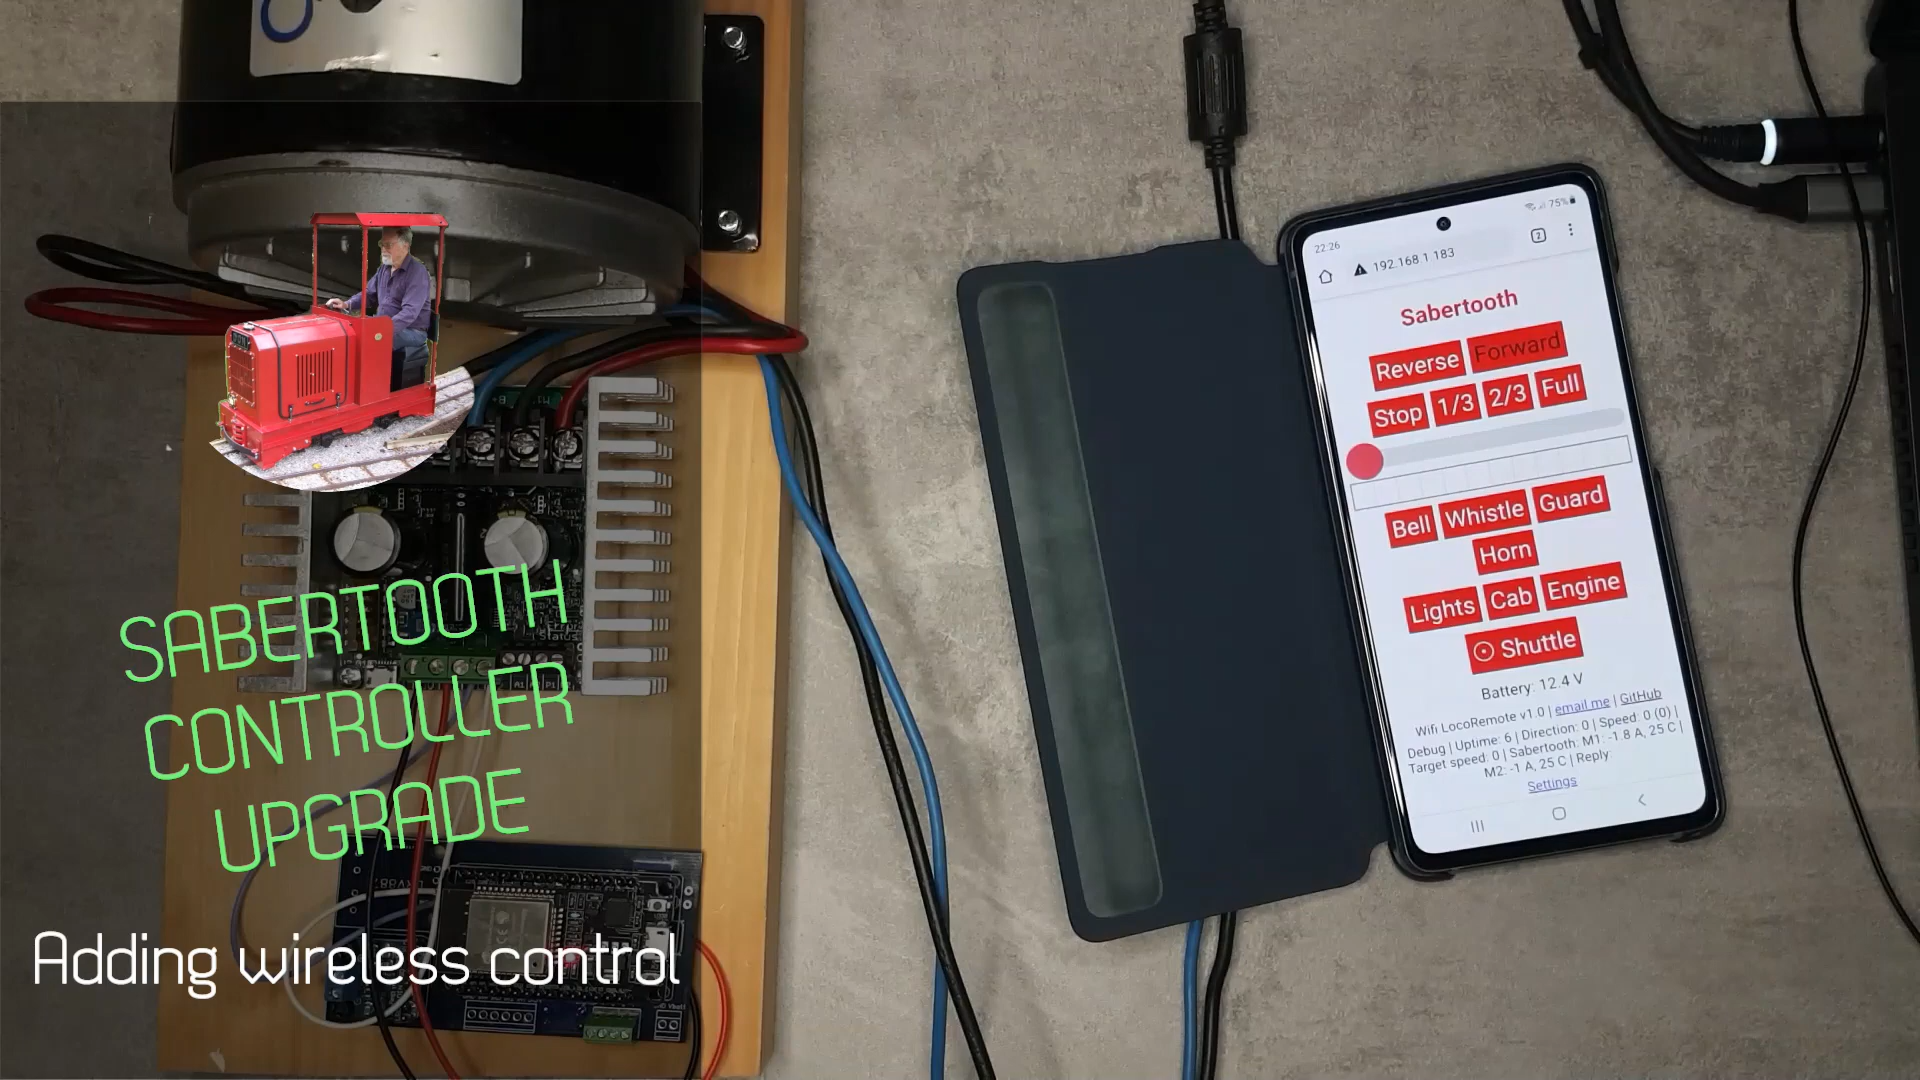 SABERTOOTH
CONTROLLER
UPGRADE
Adding wireless control
22:26
75%
192.168.1.183
2
Sabertooth
Reverse Forward
Stop 1/3 2/3 Full
Bell Whistle Guard
Horn
Lights Cab Engine
Shuttle
Battery: 12.4 V
Wifi LocoRemote v1.0 | email me | GitHub
Debug | Uptime: 6 | Direction: 0 | Speed: 0 (0) |
Target speed: 0 | Sabertooth: M1: -1.8 A, 25 C |
M2: -1 A, 25 C | Reply:
Settings